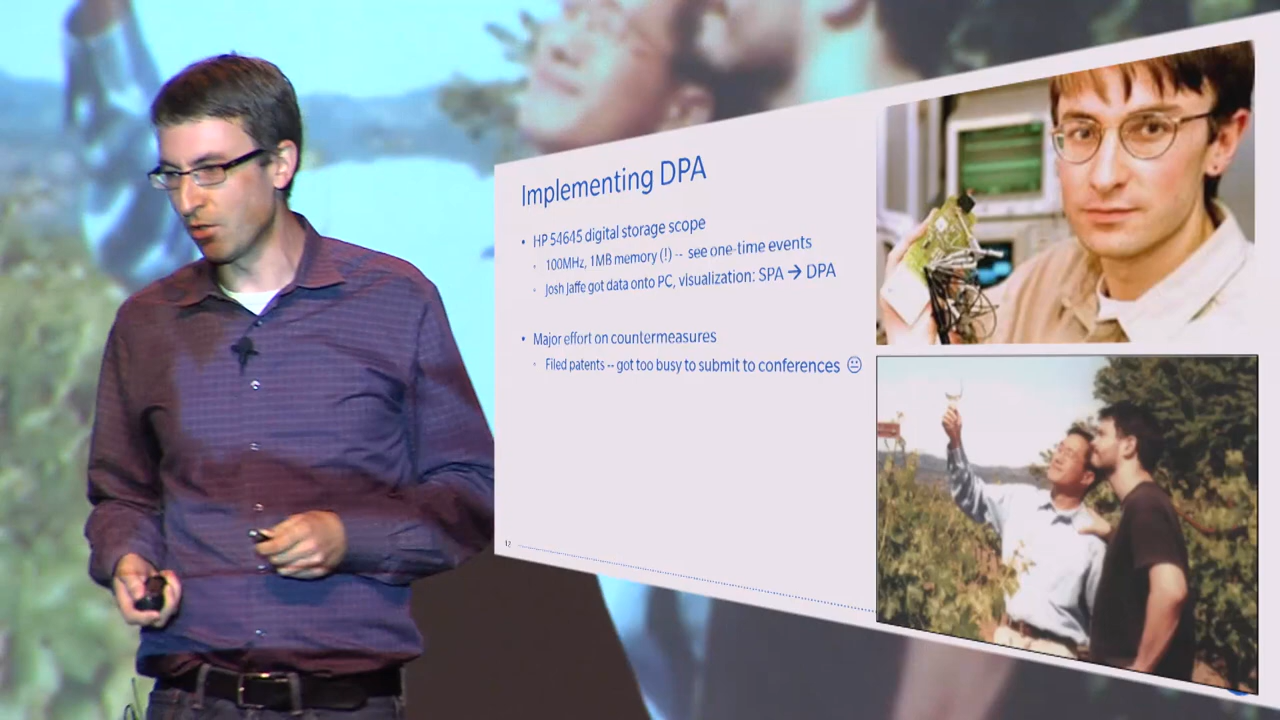 Implementing DPA
• HP 54645 digital storage scope
• 100MHz, 1MB memory (!) -- see one-time events
• Josh Jaffe got data onto PC, visualization: SPA → DPA
• Major effort on countermeasures
• Filed patents -- got too busy to submit to conferences 😐
12